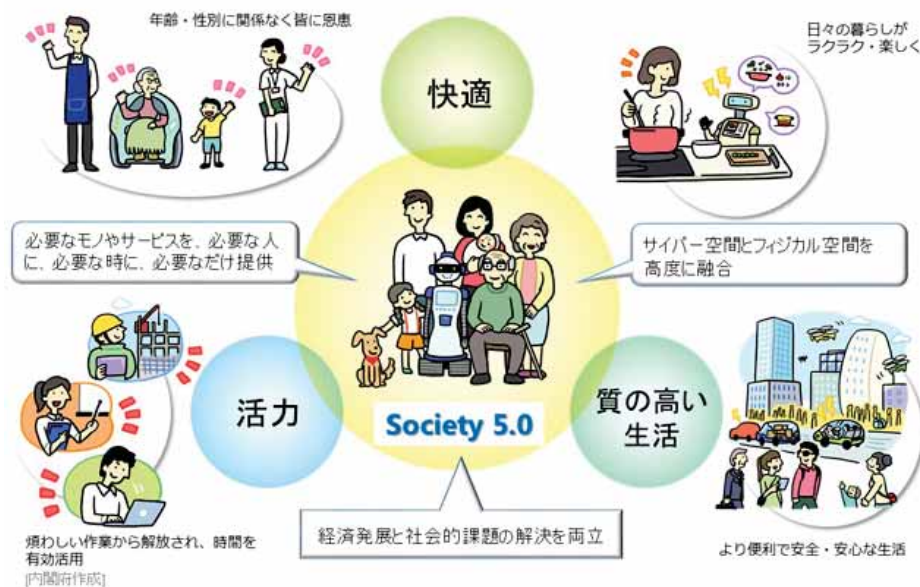 年齢・性別に関係なく皆に恩恵
日々の暮らしが
ラクラク・楽しく
快適
必要なモノやサービスを、必要な人
に、必要な時に、必要なだけ提供
サイバー空間とフィジカル空間を
高度に融合
活力
質の高い
生活
Society 5.0
経済発展と社会的課題の解決を両立
煩わしい作業から解放され、時間を
有効活用
[内閣府作成]
より便利で安全・安心な生活